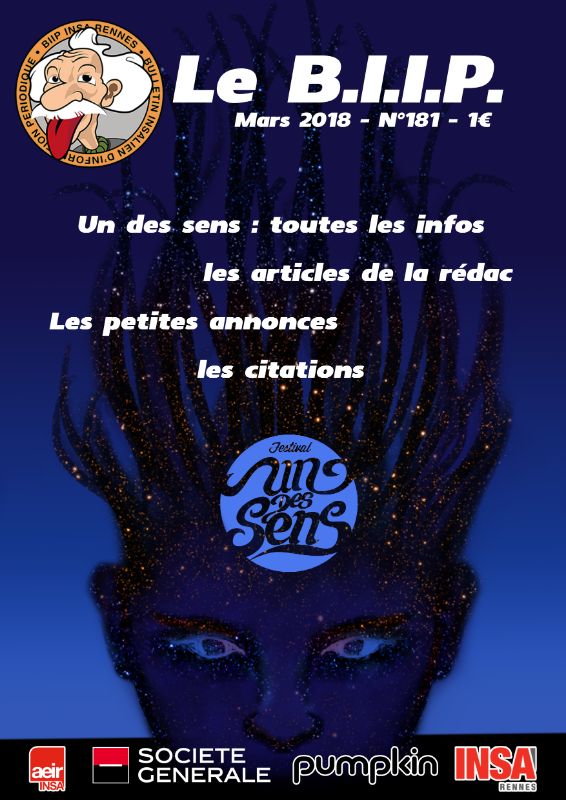 BIIP INSA RENNES • BULLETIN INSALIEN D'INFORMATION PERIODIQUE •
Le B.I.I.P.
Mars 2018 - N°181 - 1€
Un des sens : toutes les infos
les articles de la rédac
Les petites annonces
les citations
Festival
un
Des
Sens
aeir
INSA
SOCIETE
GENERALE
pumpkin
INSA
RENNES